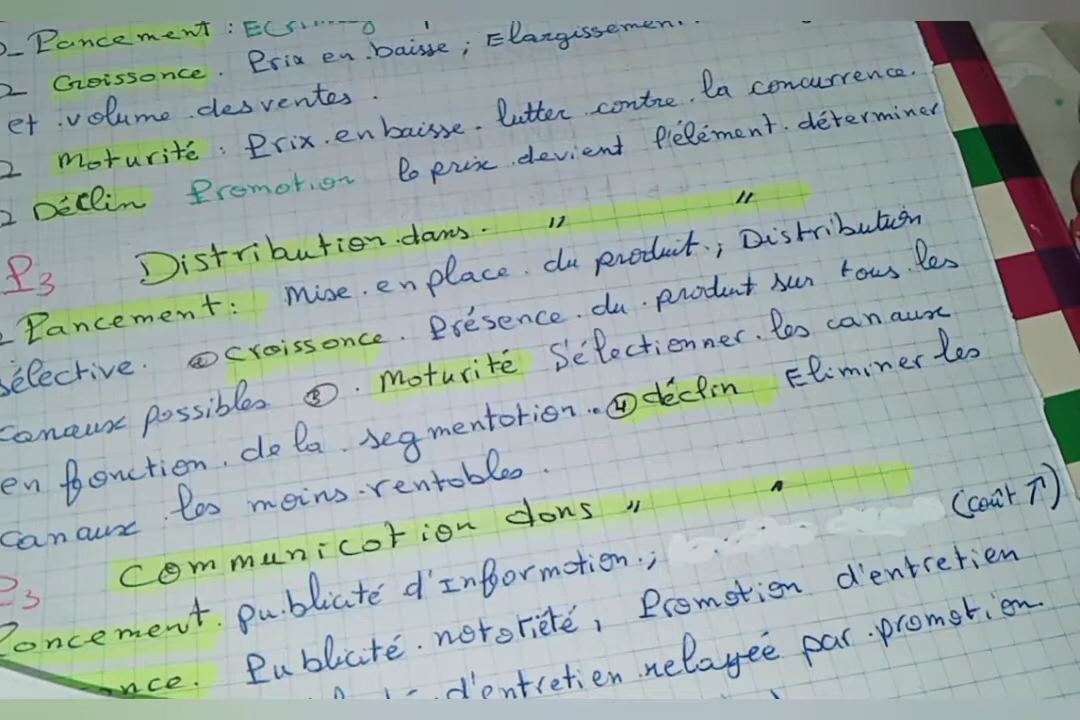 Lancement :
2 Croissance. Prix en baisse ; Elargissement
et volume des ventes.
2 Maturité : Prix en baisse. lutter contre la concurrence.
2 Déclin Promotion le prix devient l'élément déterminer
P3 Distribution dans " "
Lancement : Mise en place du produit ; Distribution
sélective. ② croissance. Présence du produit sur tous les
canaux possibles ③. Maturité Sélectionner les canaux
en fonction de la segmentation. ④ déclin Eliminer les
canaux les moins rentables.
Communication dans " "
(coût ↑)
Lancement. publicité d'Information ;
Publicité notoriété, Promotion d'entretien
d'entretien relayée par promotion